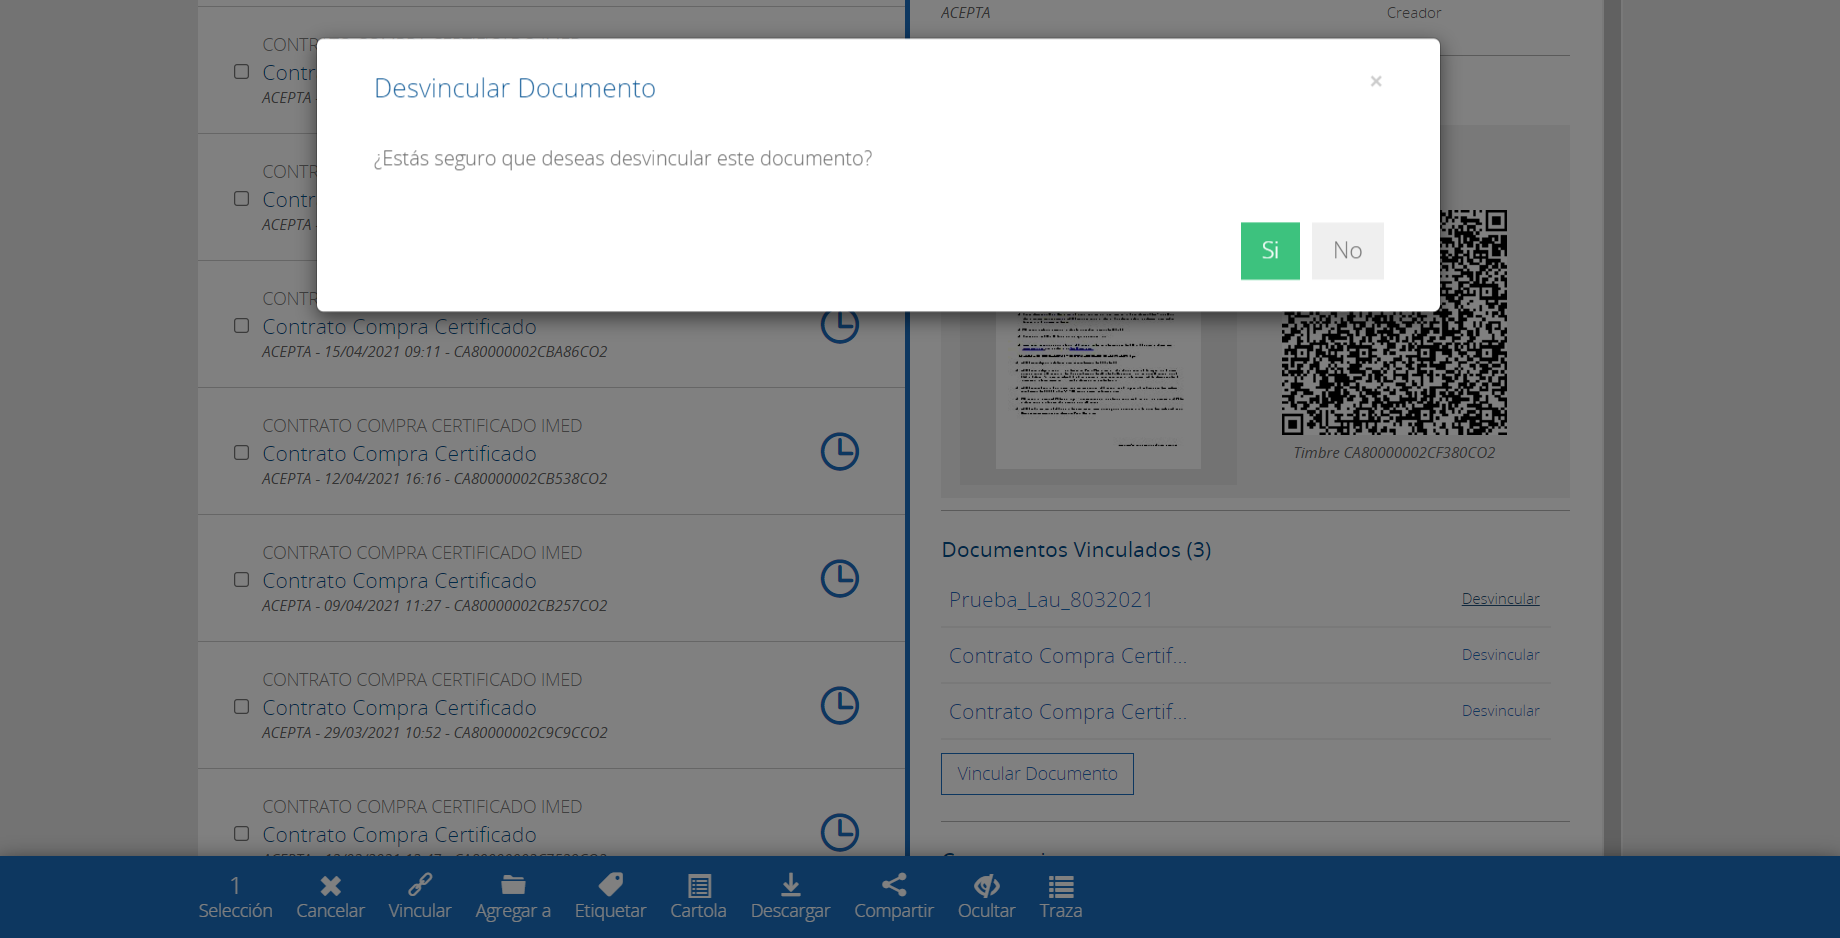 ACEPTA
Creador
Desvincular Documento
×
¿Estás seguro que deseas desvincular este documento?
Si
No
CONTR
Contr
ACEPTA -
CONTR
Contr
ACEPTA -
CONTR
Contrato Compra Certificado
ACEPTA - 15/04/2021 09:11 - CA80000002CBA86CO2
CONTRATO COMPRA CERTIFICADO IMED
Contrato Compra Certificado
ACEPTA - 12/04/2021 16:16 - CA80000002CB538CO2
CONTRATO COMPRA CERTIFICADO IMED
Contrato Compra Certificado
ACEPTA - 09/04/2021 11:27 - CA80000002CB257CO2
CONTRATO COMPRA CERTIFICADO IMED
Contrato Compra Certificado
ACEPTA - 29/03/2021 10:52 - CA80000002C9C9CCO2
CONTRATO COMPRA CERTIFICADO IMED
Contrato Compra Certificado
Timbre CA80000002CF380CO2
Documentos Vinculados (3)
Prueba_Lau_8032021 Desvincular
Contrato Compra Certif... Desvincular
Contrato Compra Certif... Desvincular
Vincular Documento
1
Selección Cancelar Vincular Agregar a Etiquetar Cartola Descargar Compartir Ocultar Traza